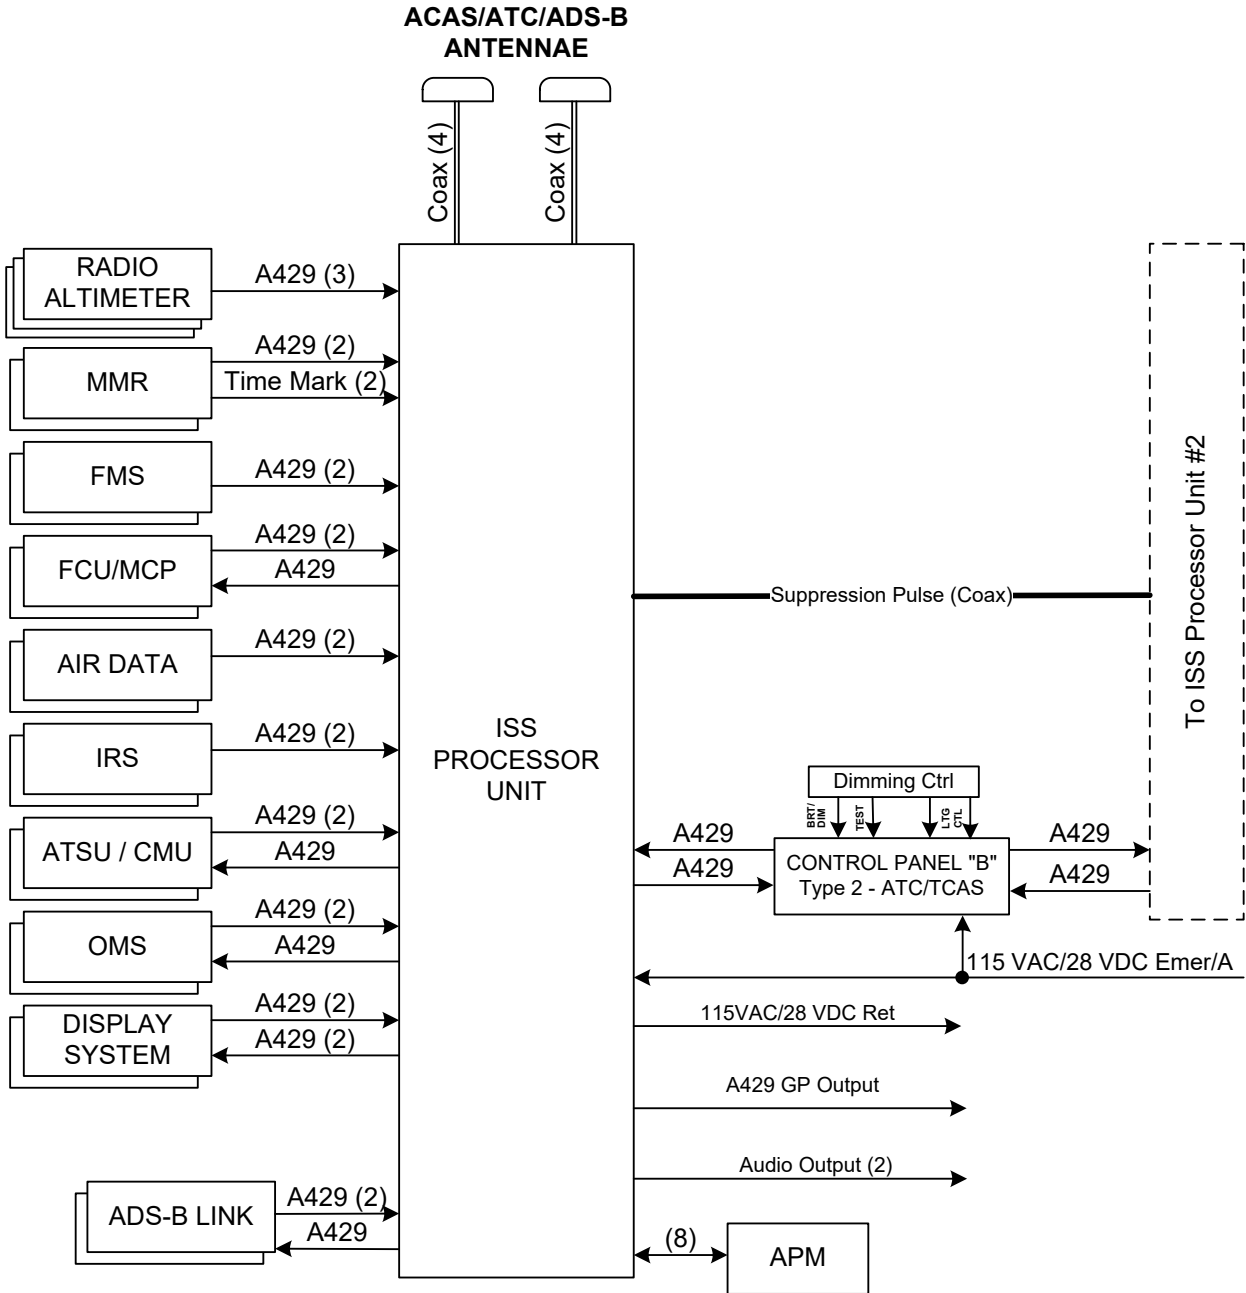 ACAS/ATC/ADS-B
ANTENNAE
Coax (4)
Coax (4)
RADIO
ALTIMETER
A429 (3)
MMR
A429 (2)
Time Mark (2)
FMS
A429 (2)
FCU/MCP
A429 (2)
A429
AIR DATA
A429 (2)
IRS
A429 (2)
ATSU / CMU
A429 (2)
A429
OMS
A429 (2)
A429
DISPLAY
SYSTEM
A429 (2)
A429 (2)
ADS-B LINK
A429 (2)
A429
ISS
PROCESSOR
UNIT
Suppression Pulse (Coax)
To ISS Processor Unit #2
Dimming Ctrl
BRT/
DIM
TEST
LTG
CTL
A429
A429
CONTROL PANEL "B"
Type 2 - ATC/TCAS
A429
A429
115 VAC/28 VDC Emer/A
115VAC/28 VDC Ret
A429 GP Output
Audio Output (2)
(8)
APM